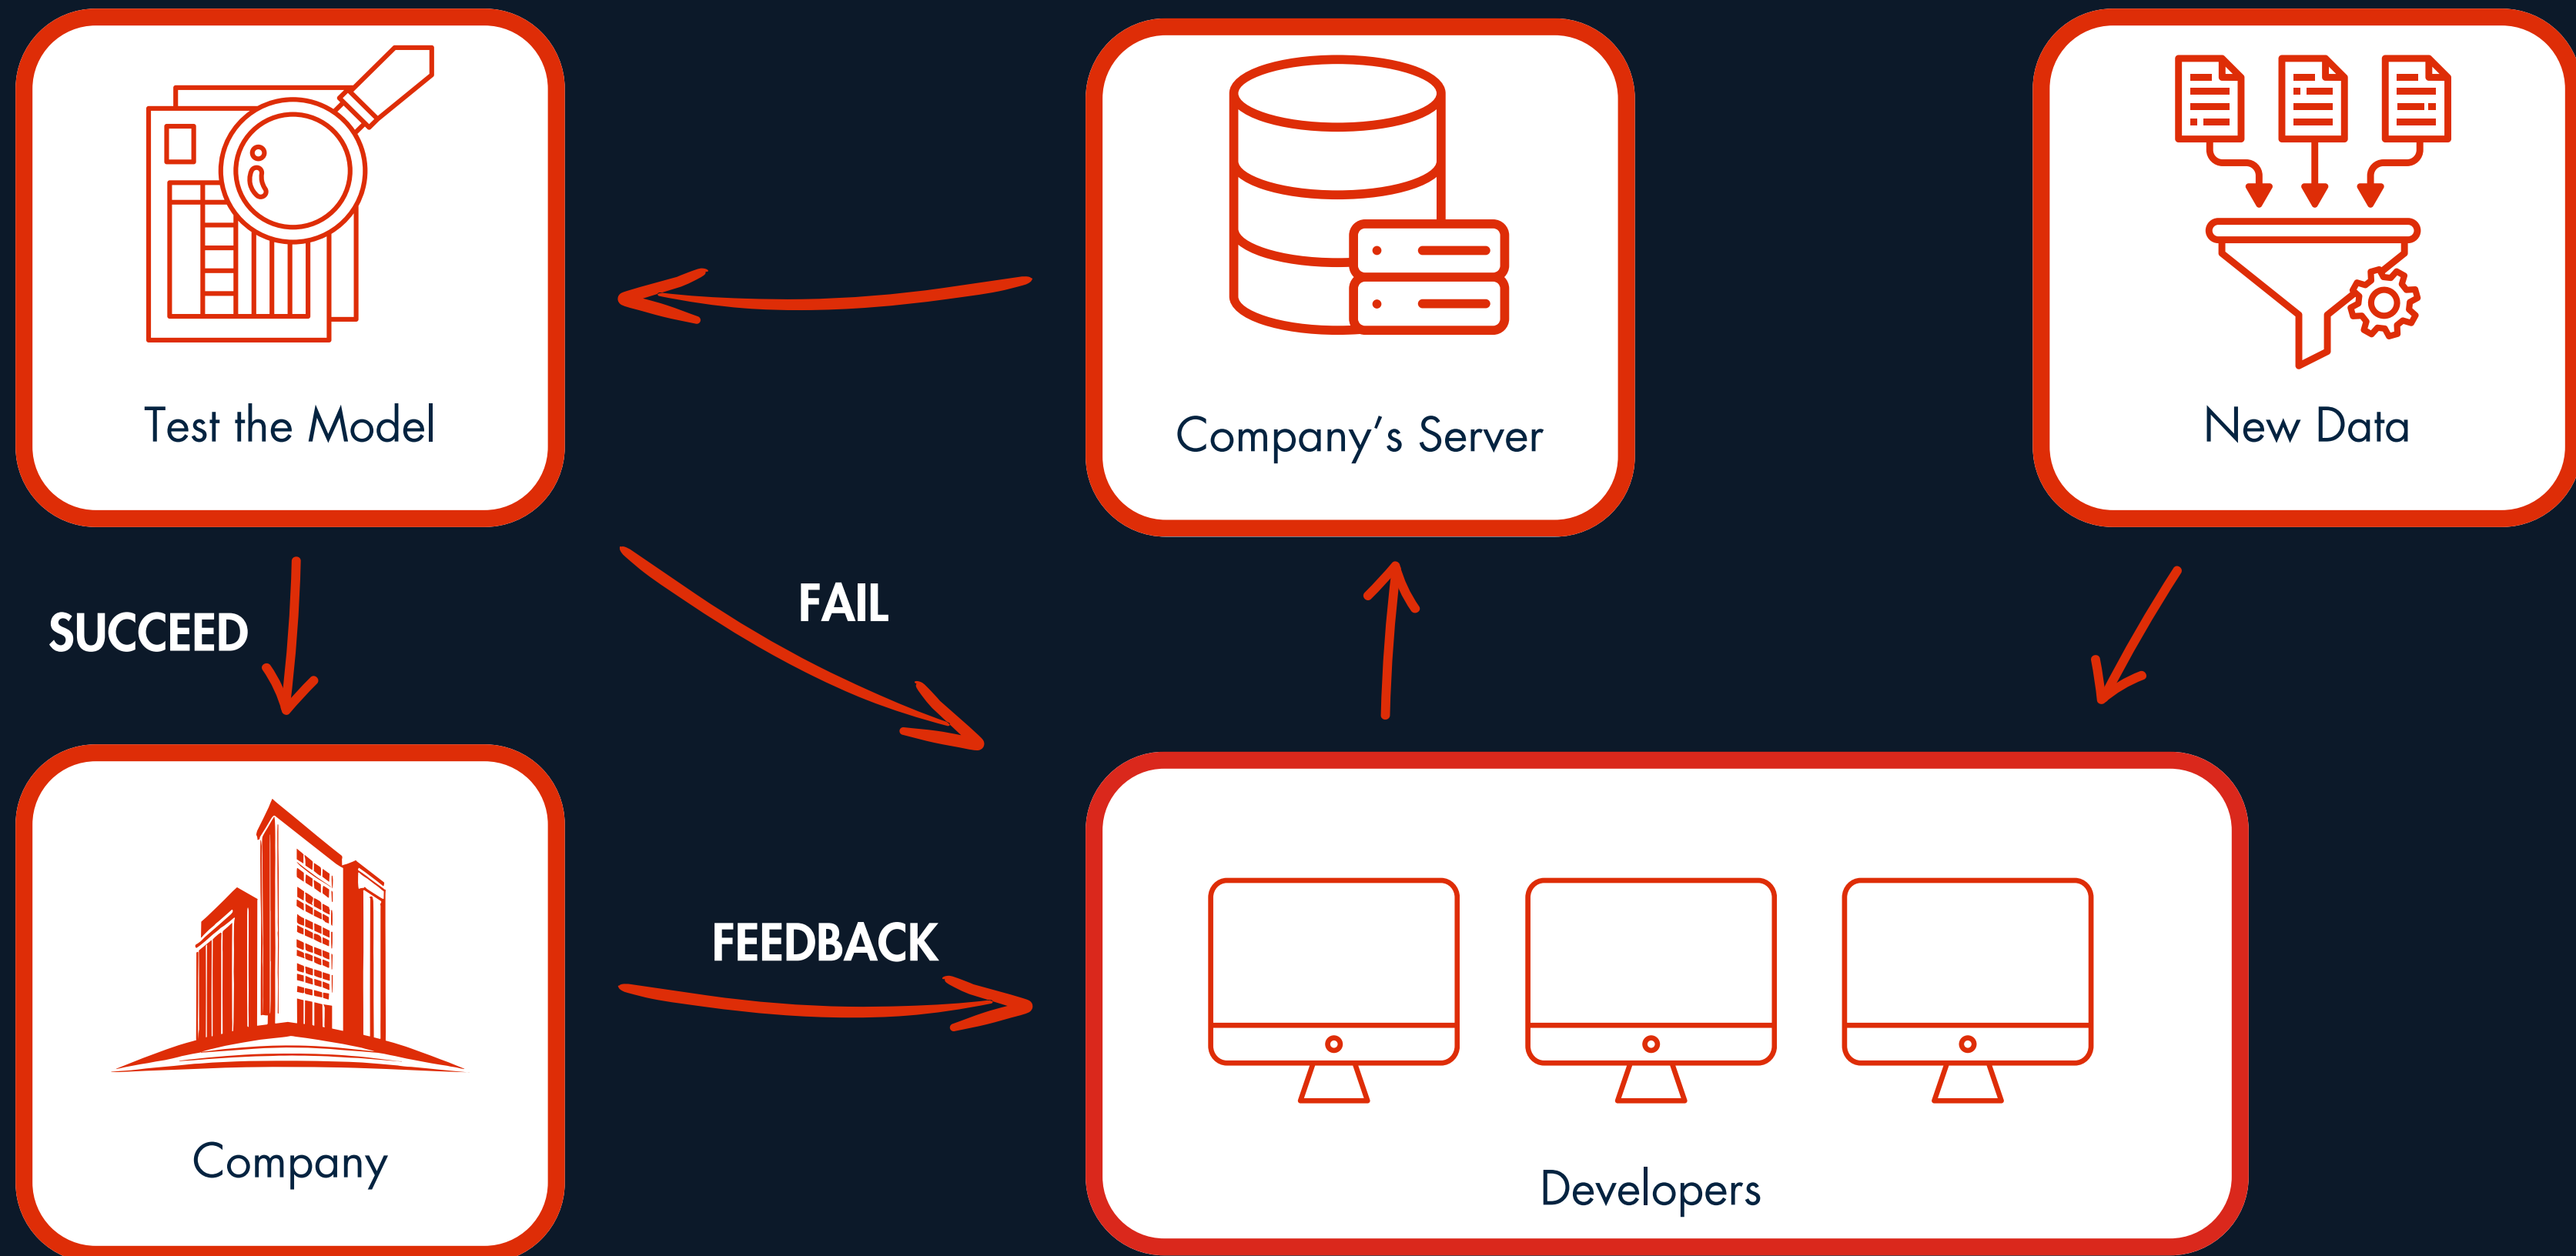 Test the Model
Company’s Server
New Data
SUCCEED
FAIL
FEEDBACK
Company
Developers